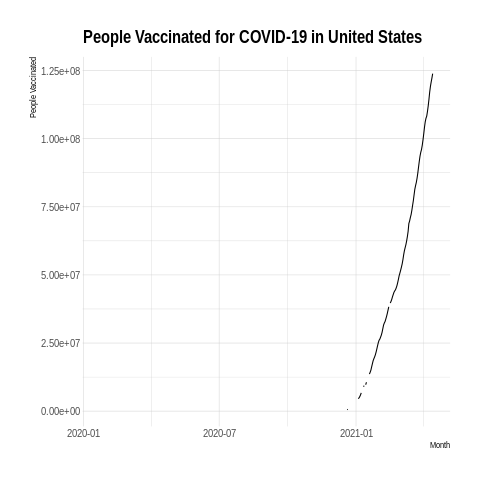 People Vaccinated for COVID-19 in United States
People Vaccinated
1.25e+08
1.00e+08
7.50e+07
5.00e+07
2.50e+07
0.00e+00
2020-01
2020-07
2021-01
Month